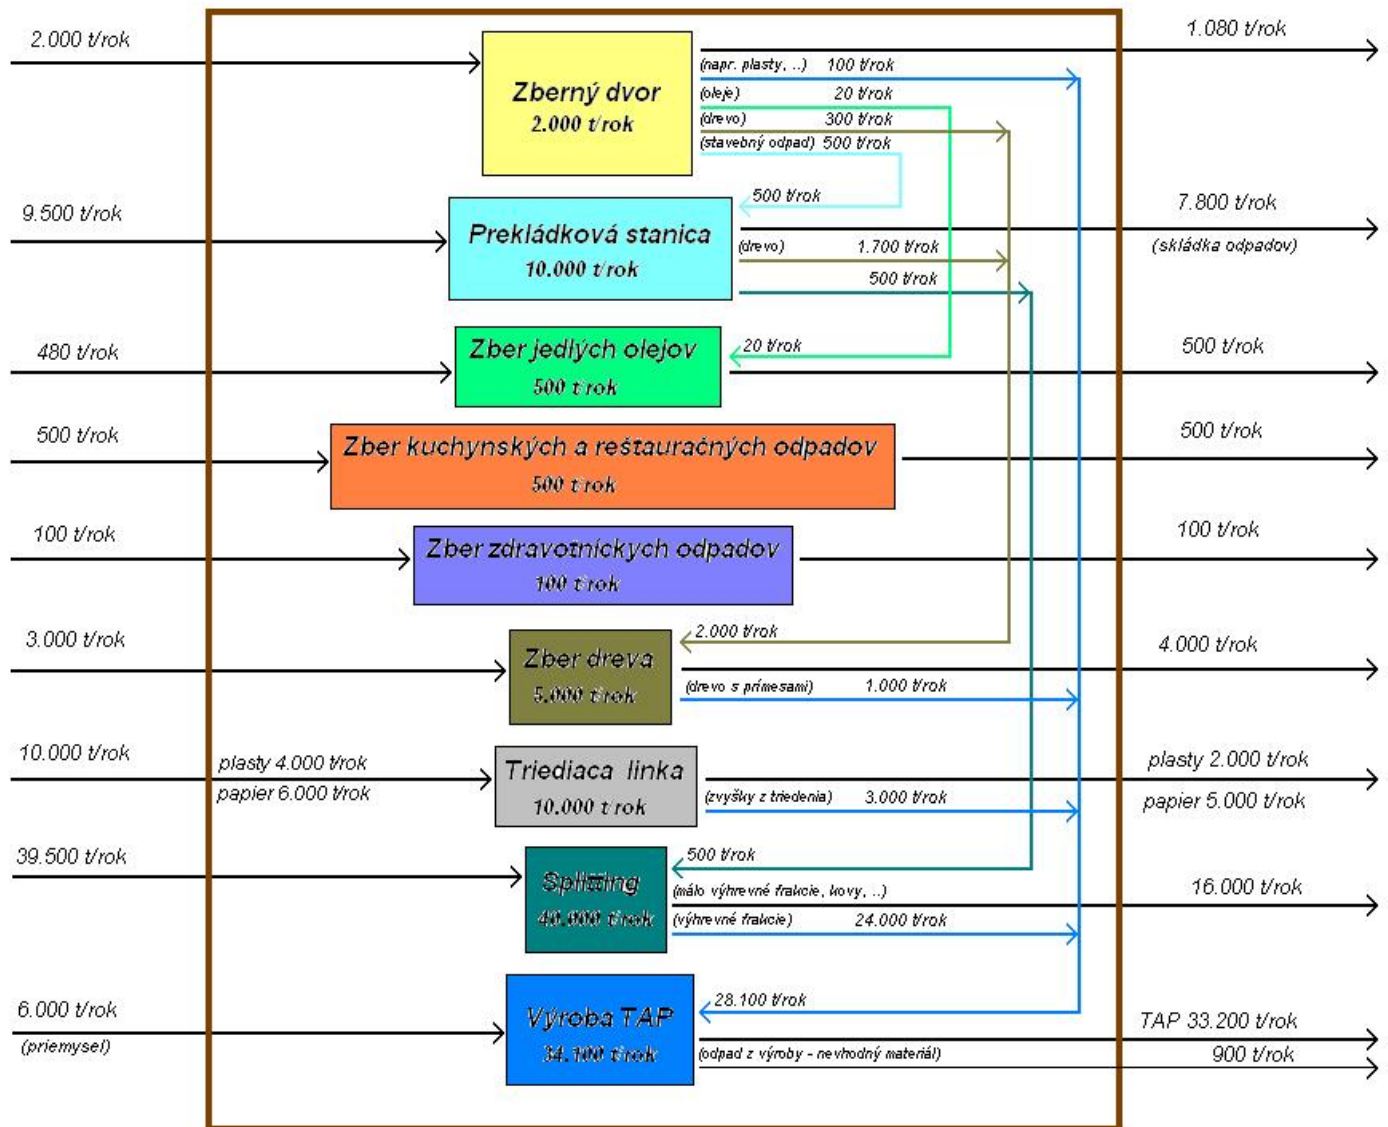 2.000 t/rok
Zberný dvor
2.000 t/rok
1.080 t/rok
(napr. plasty, ..) 100 t/rok
(oleje) 20 t/rok
(drevo) 300 t/rok
(stavebný odpad) 500 t/rok
500 t/rok
9.500 t/rok
Prekládková stanica
10.000 t/rok
7.800 t/rok
(skládka odpadov)
(drevo) 1.700 t/rok
500 t/rok
480 t/rok
Zber jedlých olejov
500 t/rok
20 t/rok
500 t/rok
500 t/rok
Zber kuchynských a reštauračných odpadov
500 t/rok
500 t/rok
100 t/rok
Zber zdravotníckych odpadov
100 t/rok
100 t/rok
3.000 t/rok
Zber dreva
5.000 t/rok
2.000 t/rok
4.000 t/rok
(drevo s prímesami) 1.000 t/rok
10.000 t/rok
plasty 4.000 t/rok
papier 6.000 t/rok
Triediaca linka
10.000 t/rok
plasty 2.000 t/rok
papier 5.000 t/rok
(zvyšky z triedenia) 3.000 t/rok
39.500 t/rok
Splitting
40.000 t/rok
500 t/rok
(málo výhrevné frakcie, kovy, ..)
16.000 t/rok
(výhrevné frakcie) 24.000 t/rok
6.000 t/rok
(priemysel)
Výroba TAP
34.100 t/rok
28.100 t/rok
TAP 33.200 t/rok
(odpad z výroby - nevhodný materiál) 900 t/rok